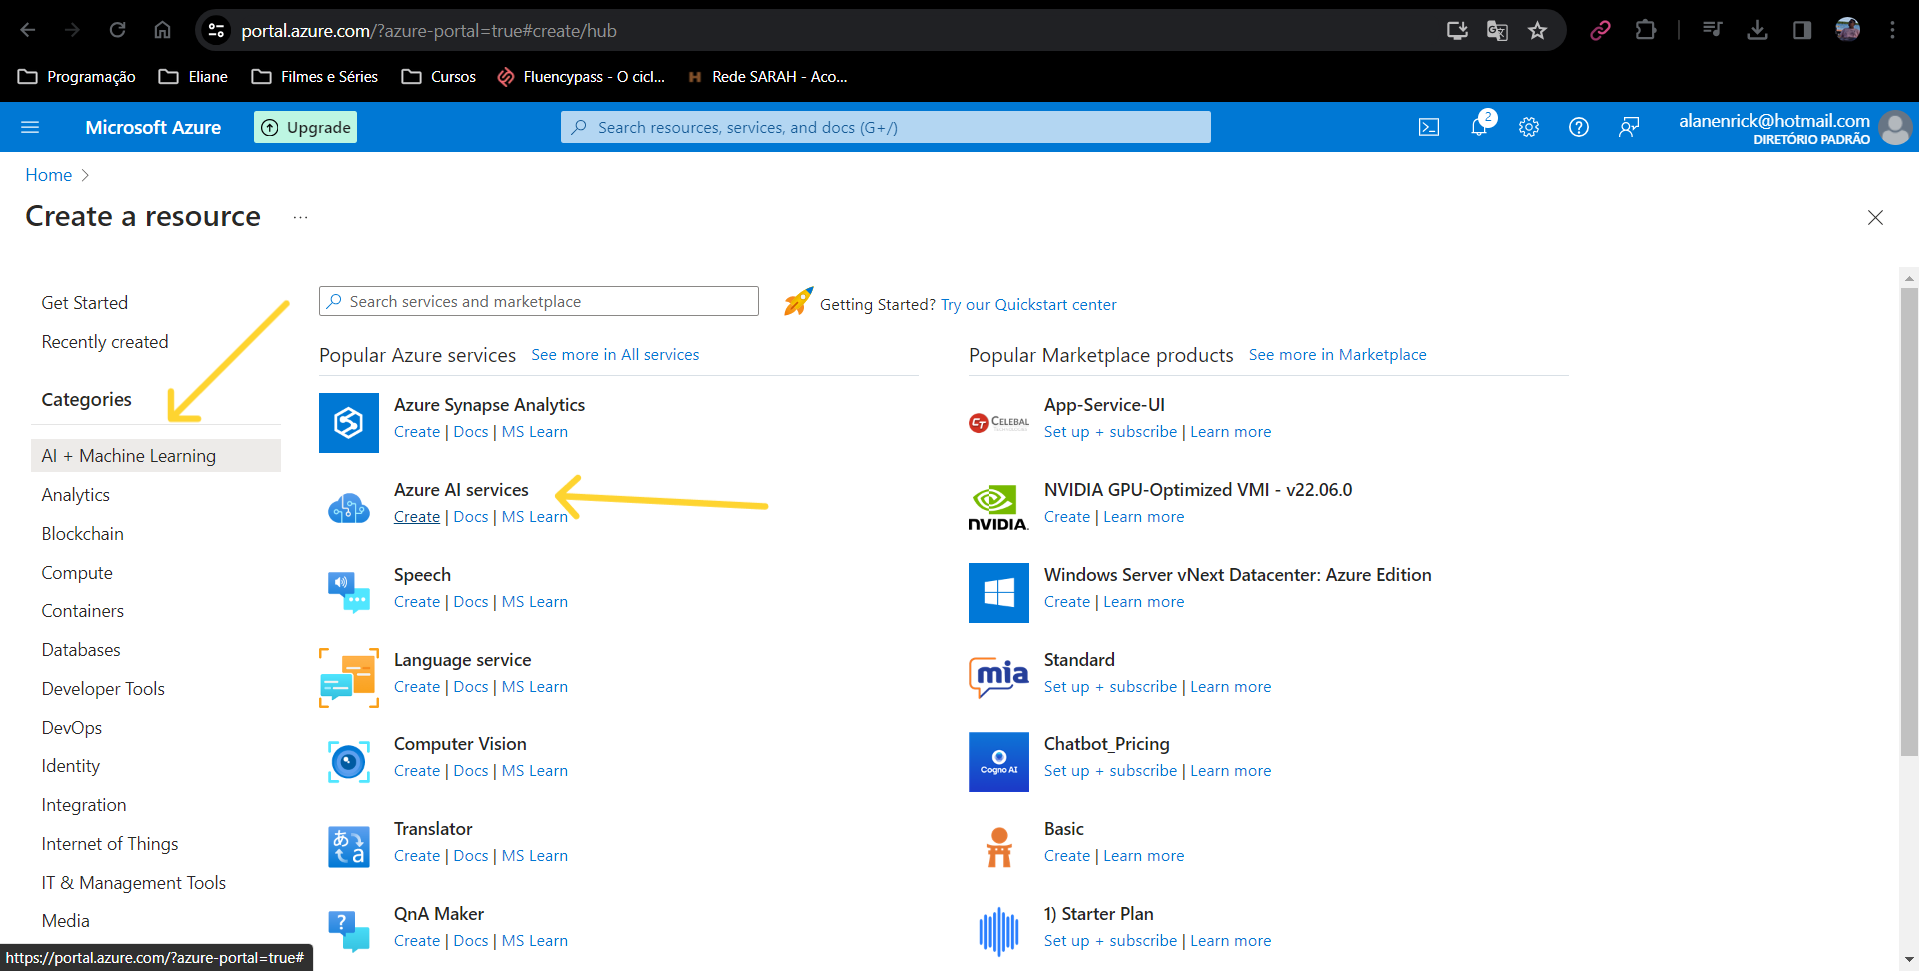 portal.azure.com/?azure-portal=true#create/hub
Programação
Eliane
Filmes e Séries
Cursos
Fluencypass - O cicl...
Rede SARAH - Aco...
Microsoft Azure
Upgrade
Search resources, services, and docs (G+/)
2
alanenrick@hotmail.com
DIRETÓRIO PADRÃO
Home >
Create a resource ...
Get Started
Recently created
Categories
AI + Machine Learning
Analytics
Blockchain
Compute
Containers
Databases
Developer Tools
DevOps
Identity
Integration
Internet of Things
IT & Management Tools
Media
Search services and marketplace
Getting Started? Try our Quickstart center
Popular Azure services See more in All services
Azure Synapse Analytics
Create | Docs | MS Learn
Azure AI services
Create | Docs | MS Learn
Speech
Create | Docs | MS Learn
Language service
Create | Docs | MS Learn
Computer Vision
Create | Docs | MS Learn
Translator
あ a
Create | Docs | MS Learn
QnA Maker
?
Create | Docs | MS Learn
Popular Marketplace products See more in Marketplace
CT CELEBAL
App-Service-UI
Set up + subscribe | Learn more
NVIDIA.
NVIDIA GPU-Optimized VMI - v22.06.0
Create | Learn more
Windows Server vNext Datacenter: Azure Edition
Create | Learn more
mia
Standard
Set up + subscribe | Learn more
Cogno AI
Chatbot_Pricing
Set up + subscribe | Learn more
Basic
Create | Learn more
1) Starter Plan
Set up + subscribe | Learn more
https://portal.azure.com/?azure-portal=true#